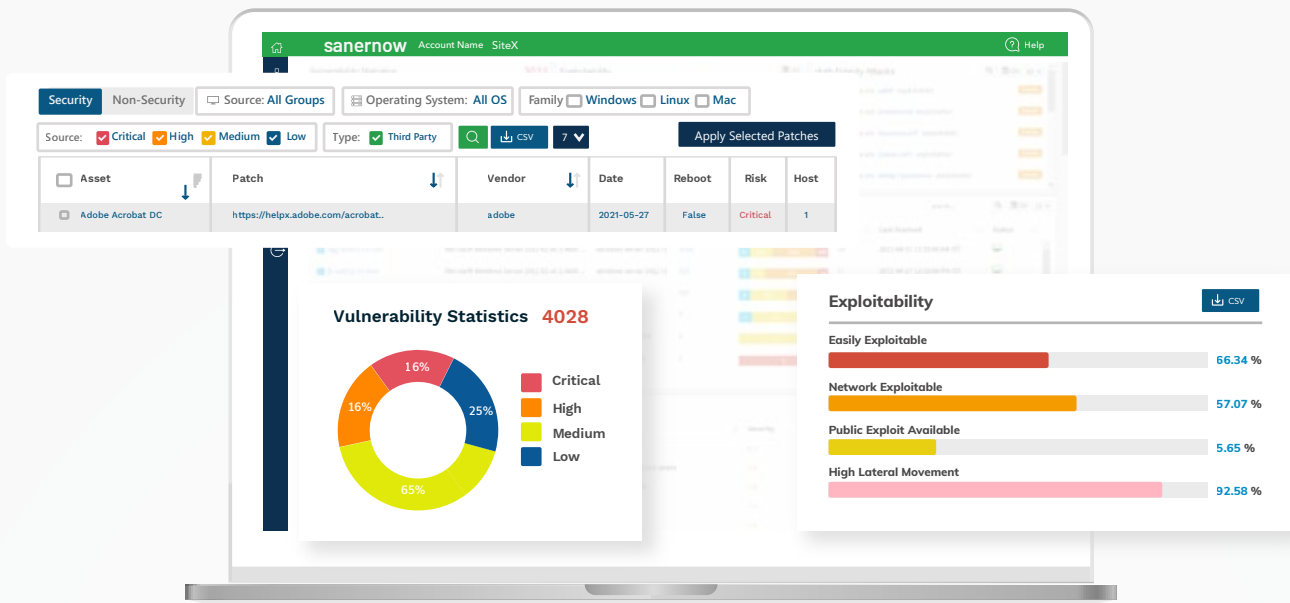 sanernow Account Name SiteX Help
Security Non-Security Source: All Groups Operating System: All OS Family Windows Linux Mac
Source: Critical High Medium Low Type: Third Party CSV 7 Apply Selected Patches
Asset Patch Vendor Date Reboot Risk Host
Adobe Acrobat DC https://helpx.adobe.com/acrobat.. adobe 2021-05-27 False Critical 1
Vulnerability Statistics 4028
16%
16%
25%
65%
Critical
High
Medium
Low
Exploitability CSV
Easily Exploitable
66.34 %
Network Exploitable
57.07 %
Public Exploit Available
5.65 %
High Lateral Movement
92.58 %